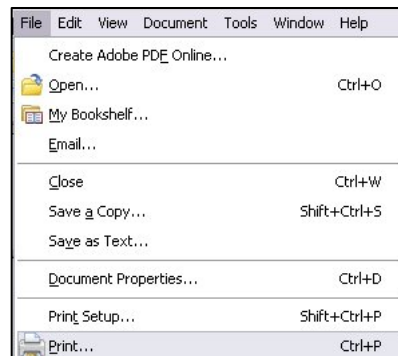 File Edit View Document Tools Window Help
Create Adobe PDF Online...
Open... Ctrl+O
My Bookshelf...
Email...
Close Ctrl+W
Save a Copy... Shift+Ctrl+S
Save as Text...
Document Properties... Ctrl+D
Print Setup... Shift+Ctrl+P
Print... Ctrl+P